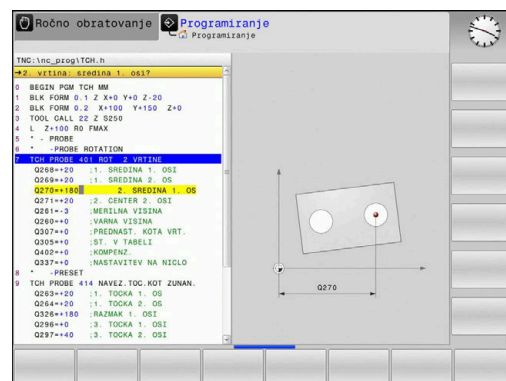 Ročno obratovanje
Programiranje
Programiranje
TNC:\nc_prog\TCH.h
→2. vrtina: sredina 1. osi?
0 BEGIN PGM TCH MM
1 BLK FORM 0.1 Z X+0 Y+0 Z-20
2 BLK FORM 0.2 X+100 Y+150 Z+0
3 TOOL CALL 22 Z S250
4 L Z+100 R0 FMAX
5 * - PROBE
6 * -PROBE ROTATION
7 TCH PROBE 401 ROT 2 VRTINE
Q268=+20 ;1. SREDINA 1. OSI
Q269=+20 ;1. SREDINA 2. OS
Q270=+180 2. SREDINA 1. OS
Q271=+20 ;2. CENTER 2. OSI
Q261=-3 ;MERILNA VISINA
Q260=+0 ;VARNA VISINA
Q307=+0 ;PREDNAST. KOTA VRT.
Q305=+0 ;ST. V TABELI
Q402=+0 ;KOMPENZ.
Q337=+0 ;NASTAVITEV NA NICLO
8 * -PRESET
9 TCH PROBE 414 NAVEZ.TOC.KOT ZUNAN.
Q263=+20 ;1. TOCKA 1. OS
Q264=+20 ;1. TOCKA 2. OS
Q326=+180 ;RAZMAK 1. OSI
Q296=+0 ;3. TOCKA 1. OSI
Q297=+40 ;3. TOCKA 2. OSI
Q270